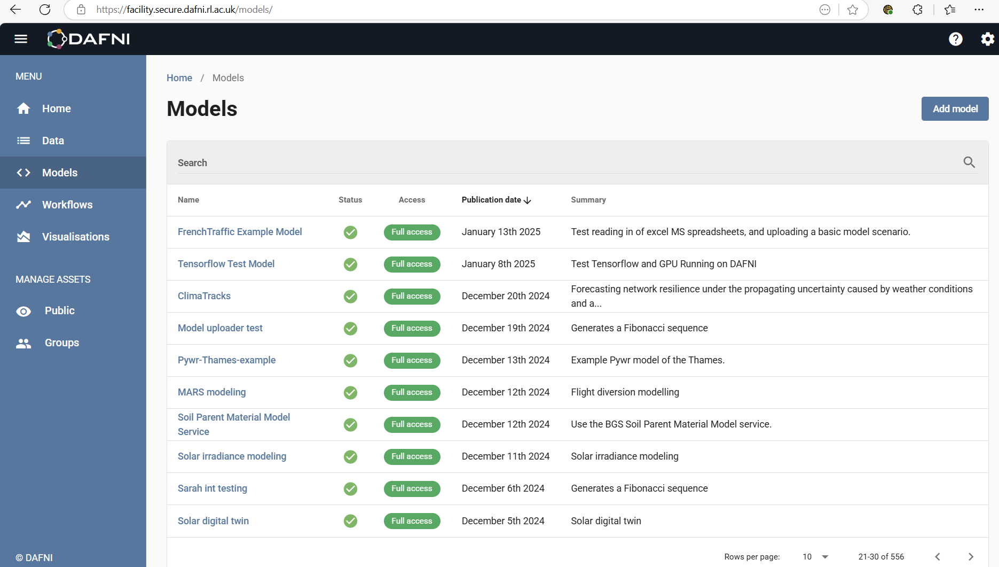 https://facility.secure.dafni.rl.ac.uk/models/
DAFNI
?
MENU
Home
Data
Models
Workflows
Visualisations
MANAGE ASSETS
Public
Groups
© DAFNI
Home / Models
Models
Add model
Search
Name Status Access Publication date Summary
FrenchTraffic Example Model Full access January 13th 2025 Test reading in of excel MS spreadsheets, and uploading a basic model scenario.
Tensorflow Test Model Full access January 8th 2025 Test Tensorflow and GPU Running on DAFNI
ClimaTracks Full access December 20th 2024 Forecasting network resilience under the propagating uncertainty caused by weather conditions
and a...
Model uploader test Full access December 19th 2024 Generates a Fibonacci sequence
Pywr-Thames-example Full access December 13th 2024 Example Pywr model of the Thames.
MARS modeling Full access December 12th 2024 Flight diversion modelling
Soil Parent Material Model
Service Full access December 12th 2024 Use the BGS Soil Parent Material Model service.
Solar irradiance modeling Full access December 11th 2024 Solar irradiance modeling
Sarah int testing Full access December 6th 2024 Generates a Fibonacci sequence
Solar digital twin Full access December 5th 2024 Solar digital twin
Rows per page: 10 21-30 of 556